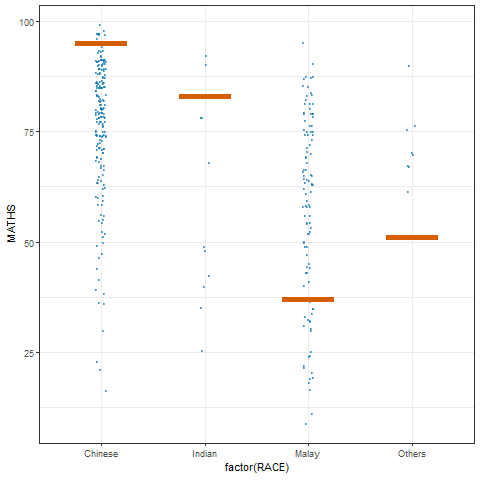 100
75
50
25
MATHS
Chinese
Indian
Malay
Others
factor(RACE)